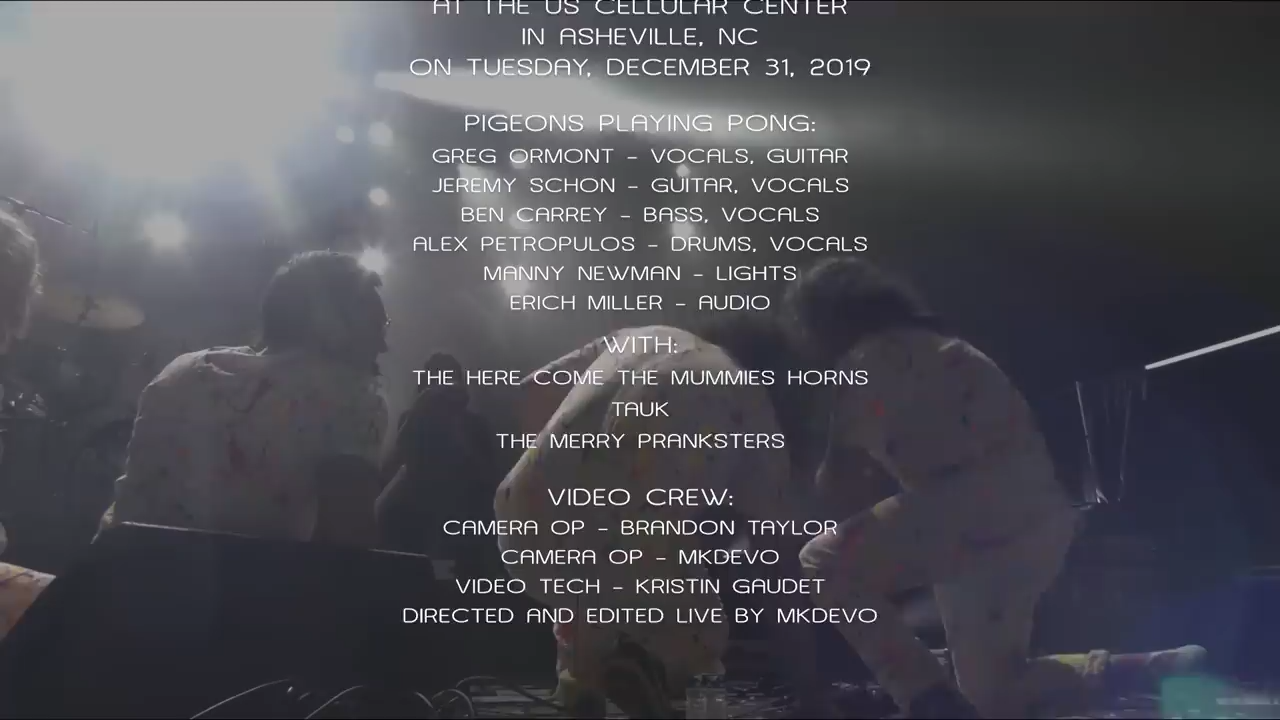 AT THE US CELLULAR CENTER
IN ASHEVILLE, NC
ON TUESDAY, DECEMBER 31, 2019
PIGEONS PLAYING PONG:
GREG ORMONT - VOCALS, GUITAR
JEREMY SCHON - GUITAR, VOCALS
BEN CARREY - BASS, VOCALS
ALEX PETROPULOS - DRUMS, VOCALS
MANNY NEWMAN - LIGHTS
ERICH MILLER - AUDIO
WITH:
THE HERE COME THE MUMMIES HORNS
TAUK
THE MERRY PRANKSTERS
VIDEO CREW:
CAMERA OP - BRANDON TAYLOR
CAMERA OP - MKDEVO
VIDEO TECH - KRISTIN GAUDET
DIRECTED AND EDITED LIVE BY MKDEVO